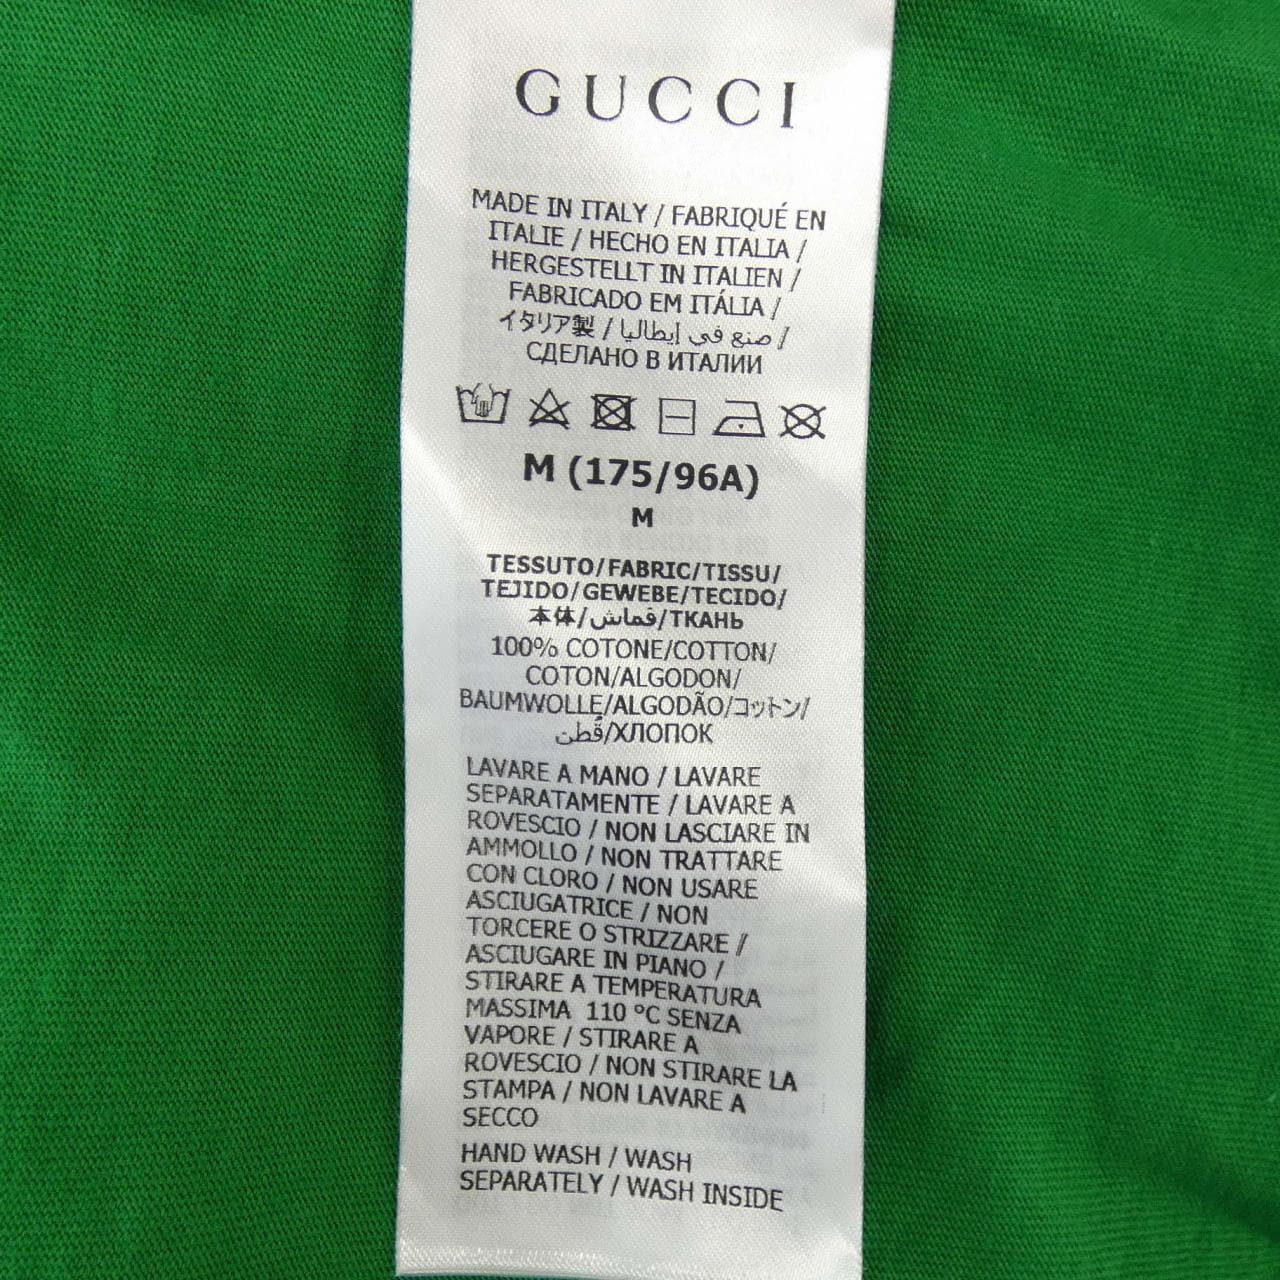 GUCCI
MADE IN ITALY / FABRIQUÉ EN
ITALIE / HECHO EN ITALIA /
HERGESTELLT IN ITALIEN /
FABRICADO EM ITÁLIA /
イタリア製 / صنع في إيطاليا /
СДЕЛАНО В ИТАЛИИ
M (175/96A)
M
TESSUTO/FABRIC/TISSU/
TEJIDO/GEWEBE/TECIDO/
本体/قماش/ТКАНЬ
100% COTONE/COTTON/
COTON/ALGODON/
BAUMWOLLE/ALGODÃO/コットン/
قُطن/ХЛОПОК
LAVARE A MANO / LAVARE
SEPARATAMENTE / LAVARE A
ROVESCIO / NON LASCIARE IN
AMMOLLO / NON TRATTARE
CON CLORO / NON USARE
ASCIUGATRICE / NON
TORCERE O STRIZZARE /
ASCIUGARE IN PIANO /
STIRARE A TEMPERATURA
MASSIMA 110 °C SENZA
VAPORE / STIRARE A
ROVESCIO / NON STIRARE LA
STAMPA / NON LAVARE A
SECCO
HAND WASH / WASH
SEPARATELY / WASH INSIDE